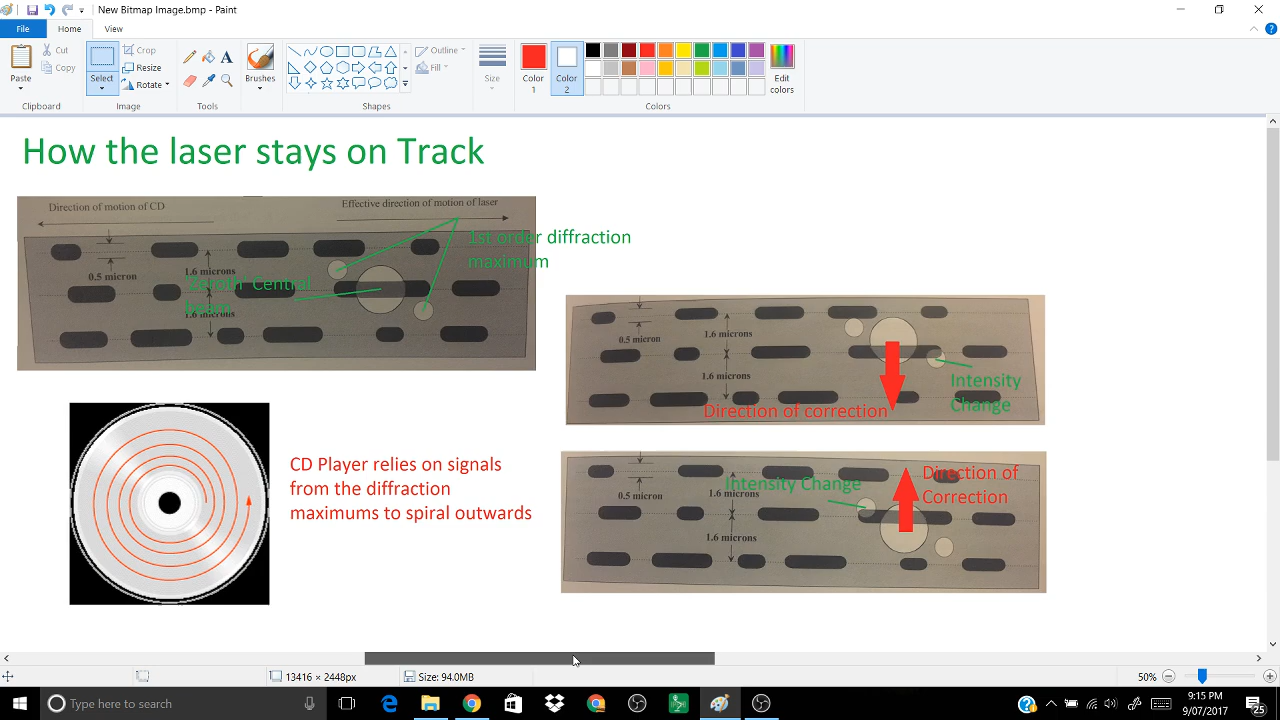 New Bitmap Image.bmp - Paint
File
Home
View
Paste
Cut
Copy
Clipboard
Select
Crop
Resize
Rotate
Image
Tools
Brushes
Shapes
Outline
Fill
Size
Color
1
Color
2
Edit
colors
Colors
How the laser stays on Track
Direction of motion of CD
Effective direction of motion of laser
0.5 micron
1.6 microns
1.6 microns
1st order diffraction
maximum
'Zeroth' Central
beam
1.6 microns
0.5 micron
1.6 microns
Intensity
Change
Direction of correction
CD Player relies on signals
from the diffraction
maximums to spiral outwards
Intensity Change
Direction of
Correction
0.5 micron
1.6 microns
1.6 microns
13416 × 2448px
Size: 94.0MB
50%
Type here to search
9:15 PM
9/07/2017
25